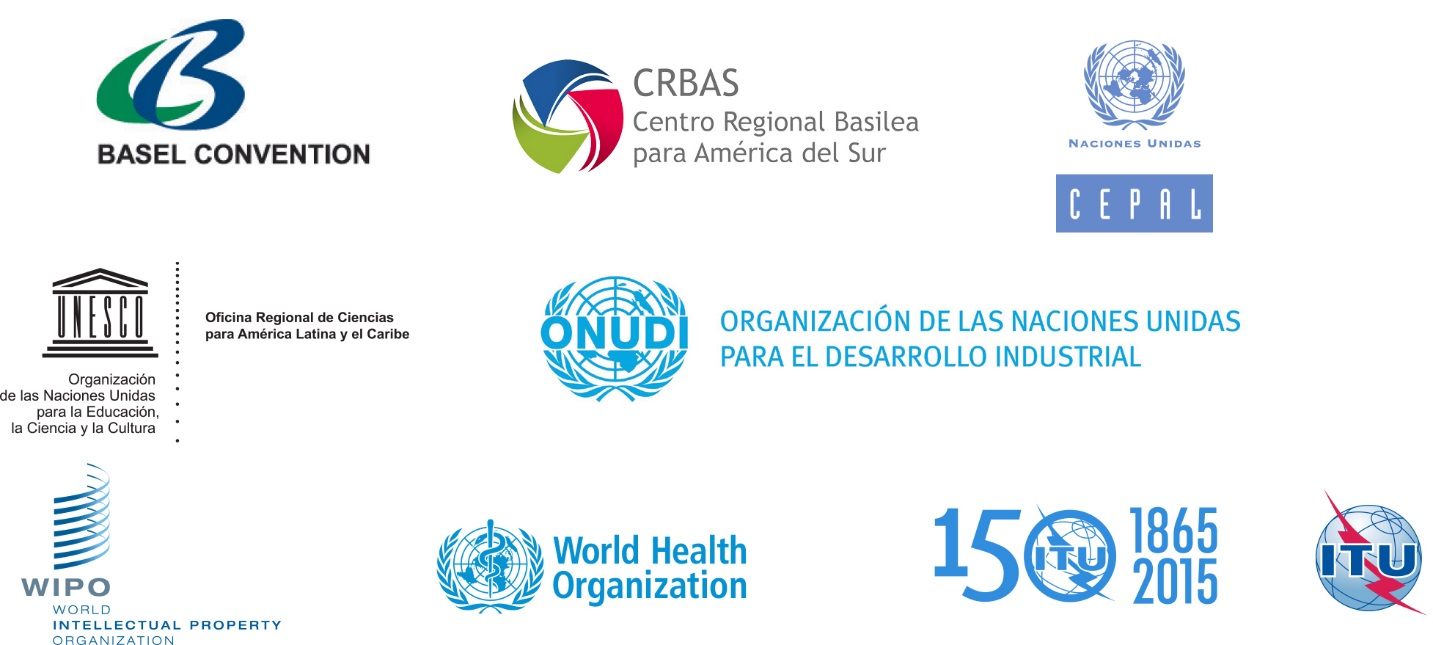 BASEL CONVENTION
CRBAS
Centro Regional Basilea
para América del Sur
NACIONES UNIDAS
CEPAL
UNESCO
Oficina Regional de Ciencias
para América Latina y el Caribe
Organización
de las Naciones Unidas
para la Educación,
la Ciencia y la Cultura
ONUDI
ORGANIZACIÓN DE LAS NACIONES UNIDAS
PARA EL DESARROLLO INDUSTRIAL
WIPO
WORLD
INTELLECTUAL PROPERTY
ORGANIZATION
World Health
Organization
150
ITU
1865
2015
ITU